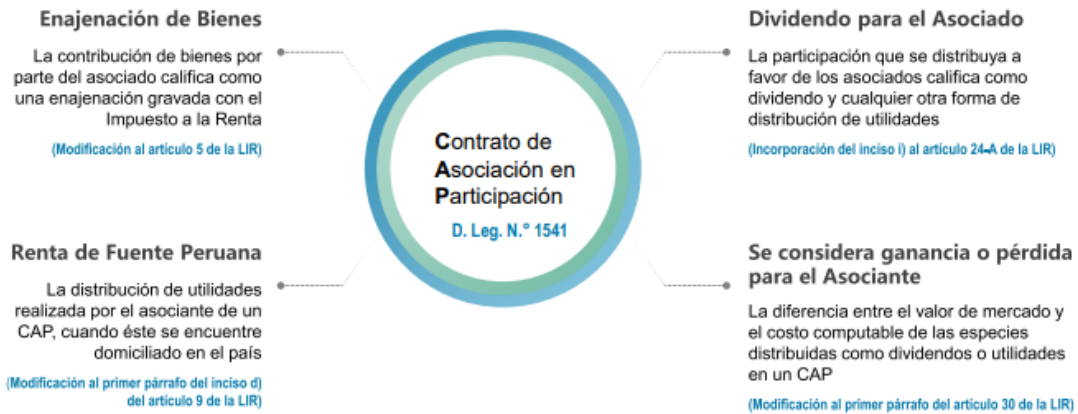 Enajenación de Bienes
La contribución de bienes por
parte del asociado califica como
una enajenación gravada con el
Impuesto a la Renta
(Modificación al artículo 5 de la LIR)
Dividendo para el Asociado
La participación que se distribuya a
favor de los asociados califica como
dividendo y cualquier otra forma de
distribución de utilidades
(Incorporación del inciso i) al artículo 24-A de la LIR)
Contrato de
Asociación en
Participación
D. Leg. N.° 1541
Renta de Fuente Peruana
La distribución de utilidades
realizada por el asociante de un
CAP, cuando éste se encuentre
domiciliado en el país
(Modificación al primer párrafo del inciso d)
del artículo 9 de la LIR)
Se considera ganancia o pérdida
para el Asociante
La diferencia entre el valor de mercado y
el costo computable de las especies
distribuidas como dividendos o utilidades
en un CAP
(Modificación al primer párrafo del artículo 30 de la LIR)